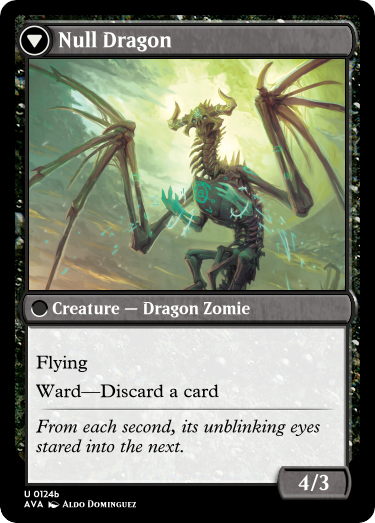 Null Dragon
Creature — Dragon Zomie
Flying
Ward—Discard a card
From each second, its unblinking eyes
stared into the next.
4/3
U 0124b
AVA Aldo Dominguez